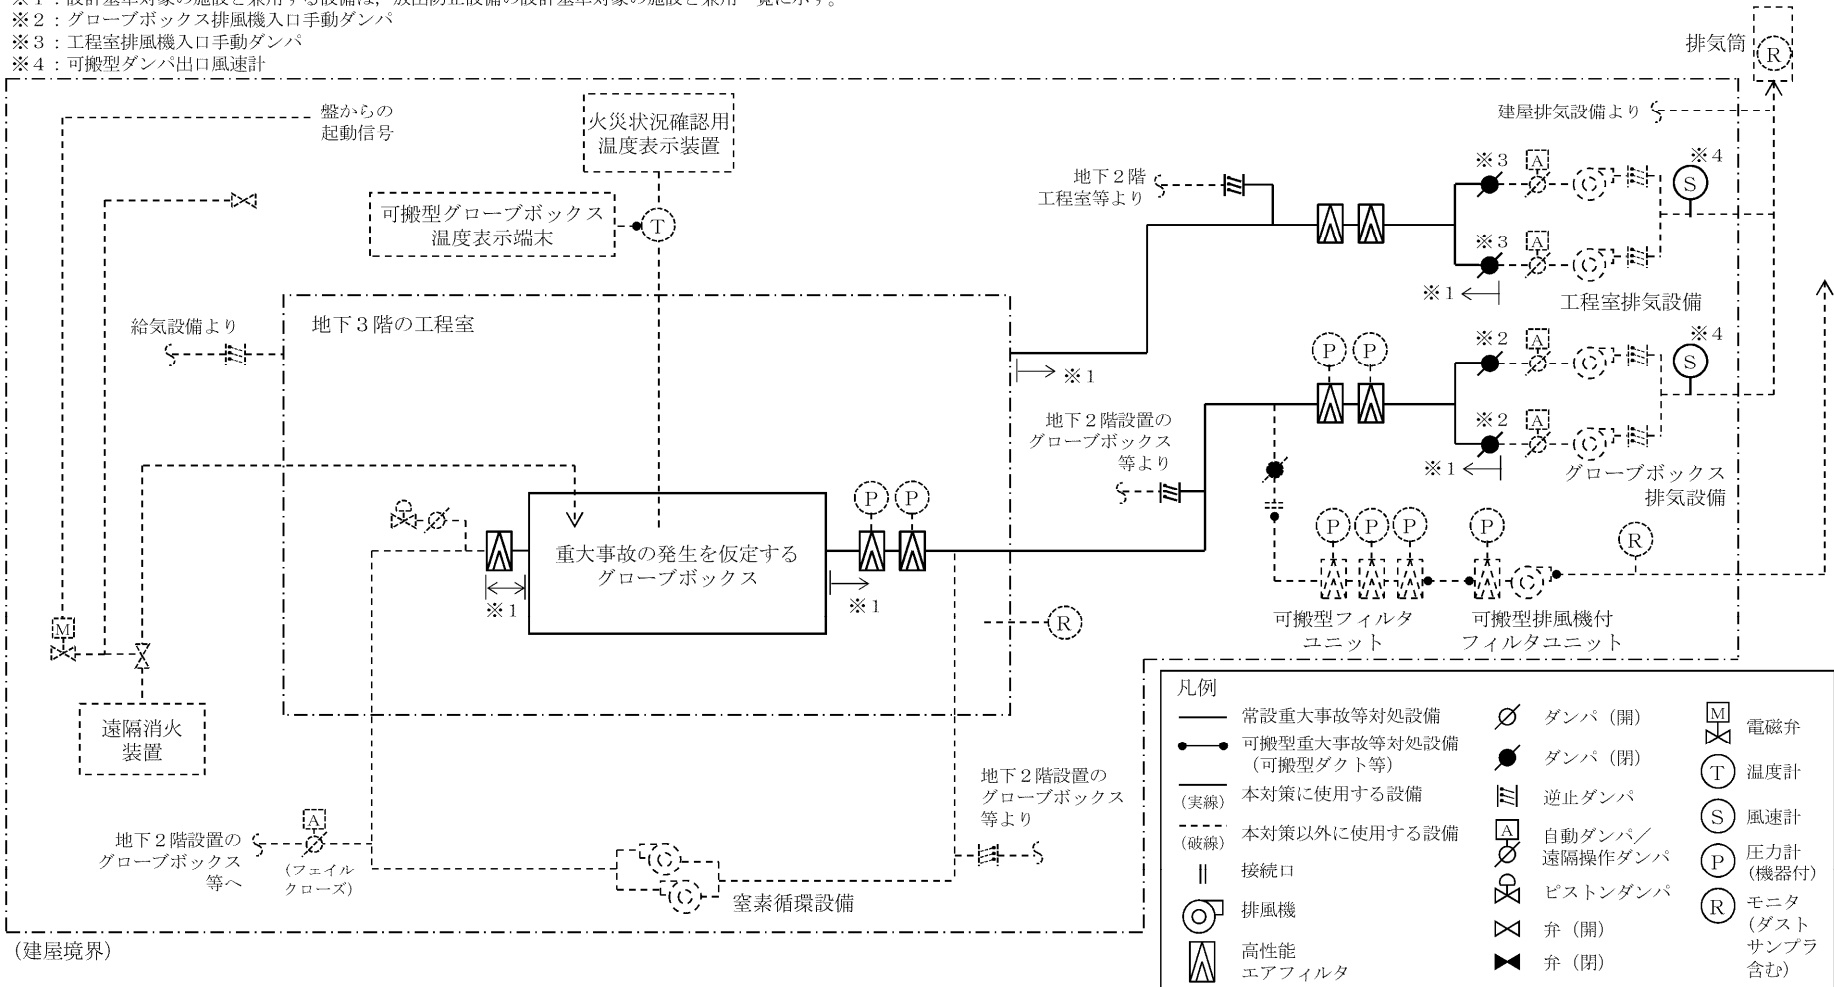 ※２：グローブボックス排風機入口手動ダンパ
※３：工程室排風機入口手動ダンパ
※４：可搬型ダンパ出口風速計
排気筒
R
盤からの
起動信号
火災状況確認用
温度表示装置
建屋排気設備より
可搬型グローブボックス
温度表示端末
T
地下２階
工程室等より
※３
A
※４
S
※３
A
※１
工程室排気設備
給気設備より
地下３階の工程室
※１
P
P
※２
A
※４
S
地下２階設置の
グローブボックス
等より
※２
A
※１
グローブボックス
排気設備
P
P
重大事故の発生を仮定する
グローブボックス
※１
※１
P
P
P
P
R
可搬型フィルタ
ユニット
可搬型排風機付
フィルタユニット
R
M
遠隔消火
装置
地下２階設置の
グローブボックス
等へ
A
（フェイル
クローズ）
窒素循環設備
地下２階設置の
グローブボックス
等より
（建屋境界）
凡例
常設重大事故等対処設備
可搬型重大事故等対処設備
（可搬型ダクト等）
（実線）
本対策に使用する設備
（破線）
本対策以外に使用する設備
接続口
排風機
高性能
エアフィルタ
ダンパ（開）
ダンパ（閉）
逆止ダンパ
A
自動ダンパ／
遠隔操作ダンパ
ピストンダンパ
弁（開）
弁（閉）
M
電磁弁
T
温度計
S
風速計
P
圧力計
（機器付）
R
モニタ
（ダスト
サンプラ
含む）